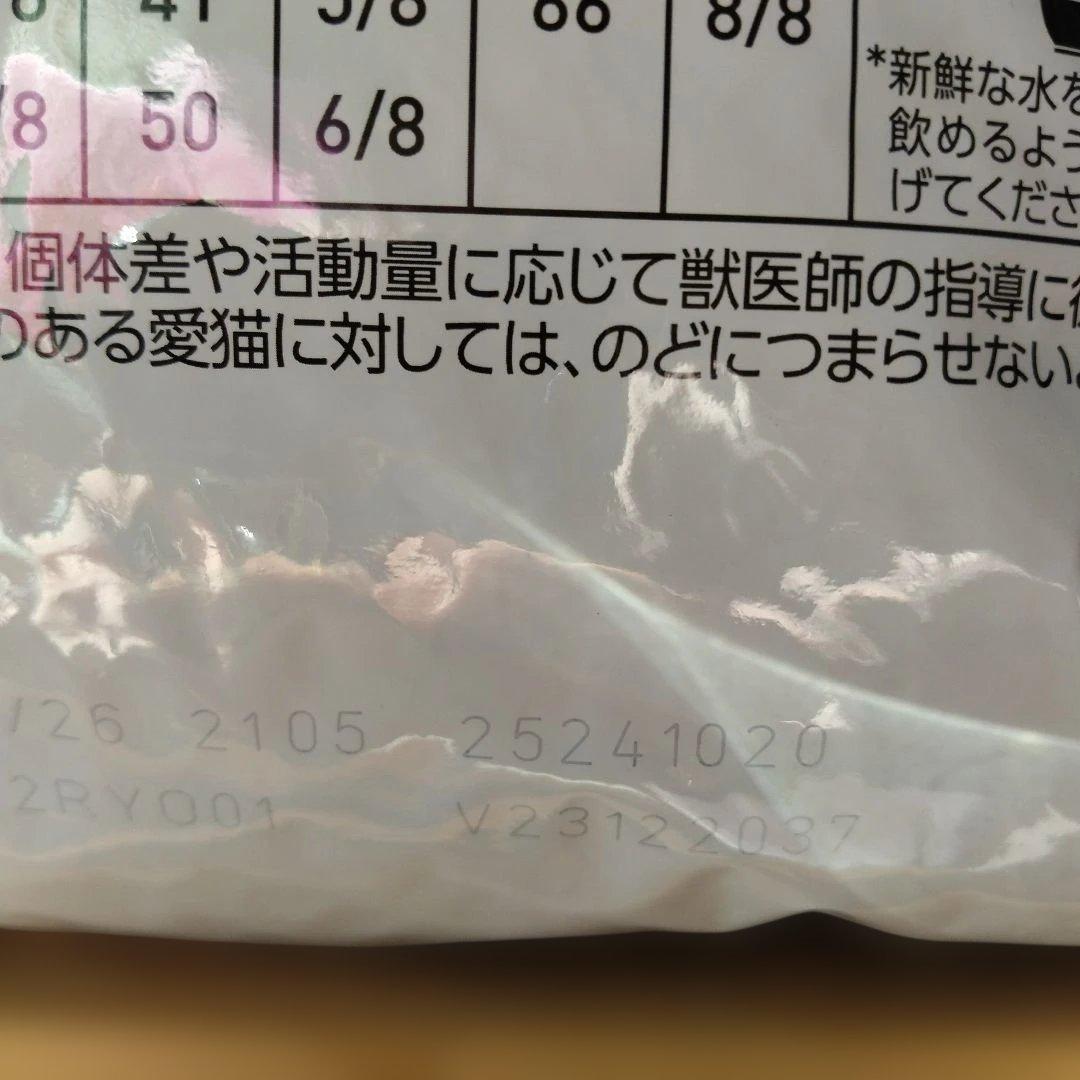 41 5/8 66 8/8
/8 50 6/8
*新鮮な水を
飲めるよう
げてくださ
個体差や活動量に応じて獣医師の指導に
のある愛猫に対しては、のどにつまらせない
/26 2105 25241020
2RY001 V23122037